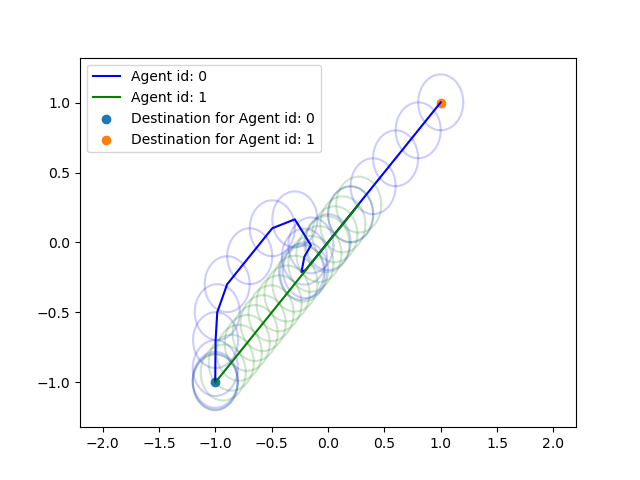 Agent id: 0
Agent id: 1
Destination for Agent id: 0
Destination for Agent id: 1
1.0
0.5
0.0
−0.5
−1.0
−2.0 −1.5 −1.0 −0.5 0.0 0.5 1.0 1.5 2.0